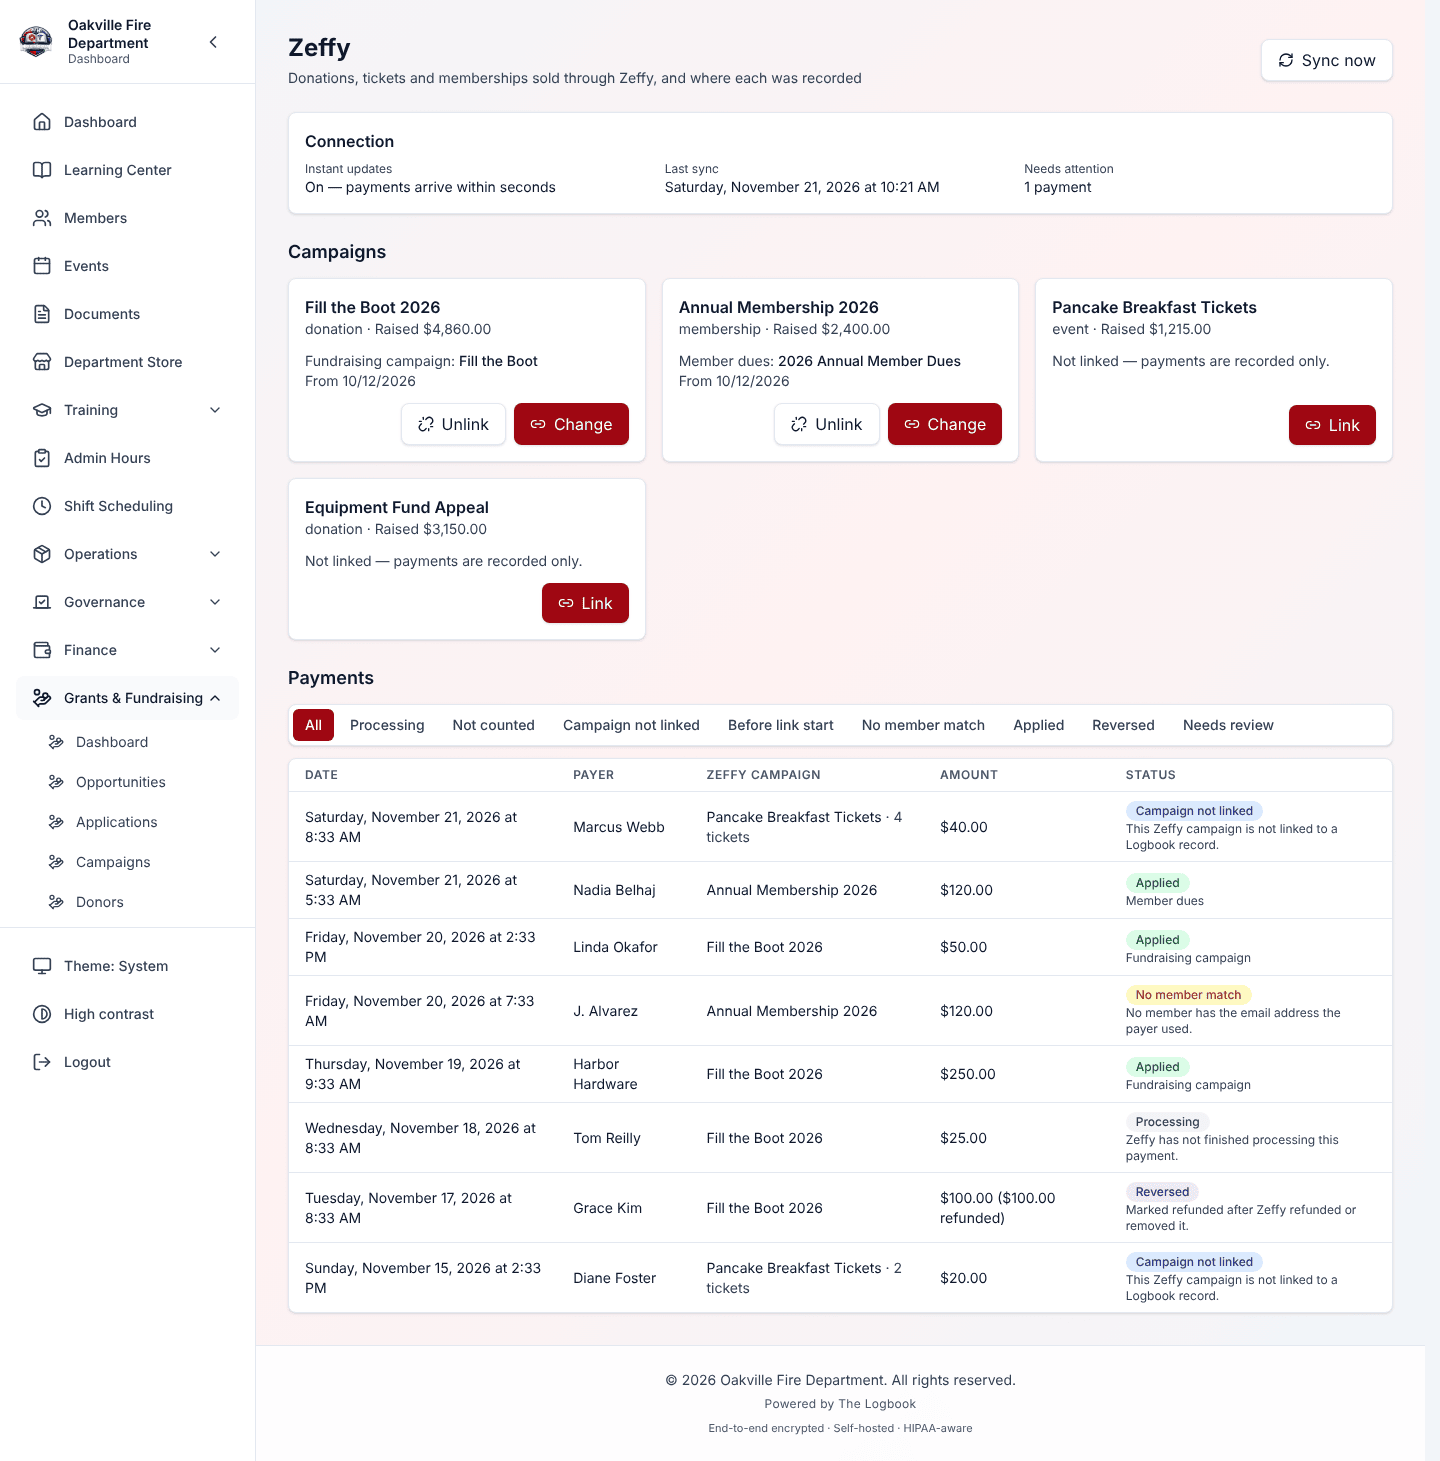 Oakville Fire
Department
Dashboard
Dashboard
Learning Center
Members
Events
Documents
Department Store
Training
Admin Hours
Shift Scheduling
Operations
Governance
Finance
Grants & Fundraising
Dashboard
Opportunities
Applications
Campaigns
Donors
Theme: System
High contrast
Logout
Zeffy
Donations, tickets and memberships sold through Zeffy, and where each was recorded
Sync now
Connection
Instant updates
On — payments arrive within seconds
Last sync
Saturday, November 21, 2026 at 10:21 AM
Needs attention
1 payment
Campaigns
Fill the Boot 2026
donation · Raised $4,860.00
Fundraising campaign: Fill the Boot
From 10/12/2026
Unlink
Change
Annual Membership 2026
membership · Raised $2,400.00
Member dues: 2026 Annual Member Dues
From 10/12/2026
Unlink
Change
Pancake Breakfast Tickets
event · Raised $1,215.00
Not linked — payments are recorded only.
Link
Equipment Fund Appeal
donation · Raised $3,150.00
Not linked — payments are recorded only.
Link
Payments
All Processing Not counted Campaign not linked Before link start No member match Applied Reversed Needs review
DATE PAYER ZEFFY CAMPAIGN AMOUNT STATUS
Saturday, November 21, 2026 at
8:33 AM
Marcus Webb
Pancake Breakfast Tickets · 4
tickets
$40.00
Campaign not linked
This Zeffy campaign is not linked to a
Logbook record.
Saturday, November 21, 2026 at
5:33 AM
Nadia Belhaj
Annual Membership 2026
$120.00
Applied
Member dues
Friday, November 20, 2026 at 2:33
PM
Linda Okafor
Fill the Boot 2026
$50.00
Applied
Fundraising campaign
Friday, November 20, 2026 at 7:33
AM
J. Alvarez
Annual Membership 2026
$120.00
No member match
No member has the email address the
payer used.
Thursday, November 19, 2026 at
9:33 AM
Harbor
Hardware
Fill the Boot 2026
$250.00
Applied
Fundraising campaign
Wednesday, November 18, 2026 at
8:33 AM
Tom Reilly
Fill the Boot 2026
$25.00
Processing
Zeffy has not finished processing this
payment.
Tuesday, November 17, 2026 at
8:33 AM
Grace Kim
Fill the Boot 2026
$100.00 ($100.00
refunded)
Reversed
Marked refunded after Zeffy refunded or
removed it.
Sunday, November 15, 2026 at 2:33
PM
Diane Foster
Pancake Breakfast Tickets · 2
tickets
$20.00
Campaign not linked
This Zeffy campaign is not linked to a
Logbook record.
© 2026 Oakville Fire Department. All rights reserved.
Powered by The Logbook
End-to-end encrypted · Self-hosted · HIPAA-aware